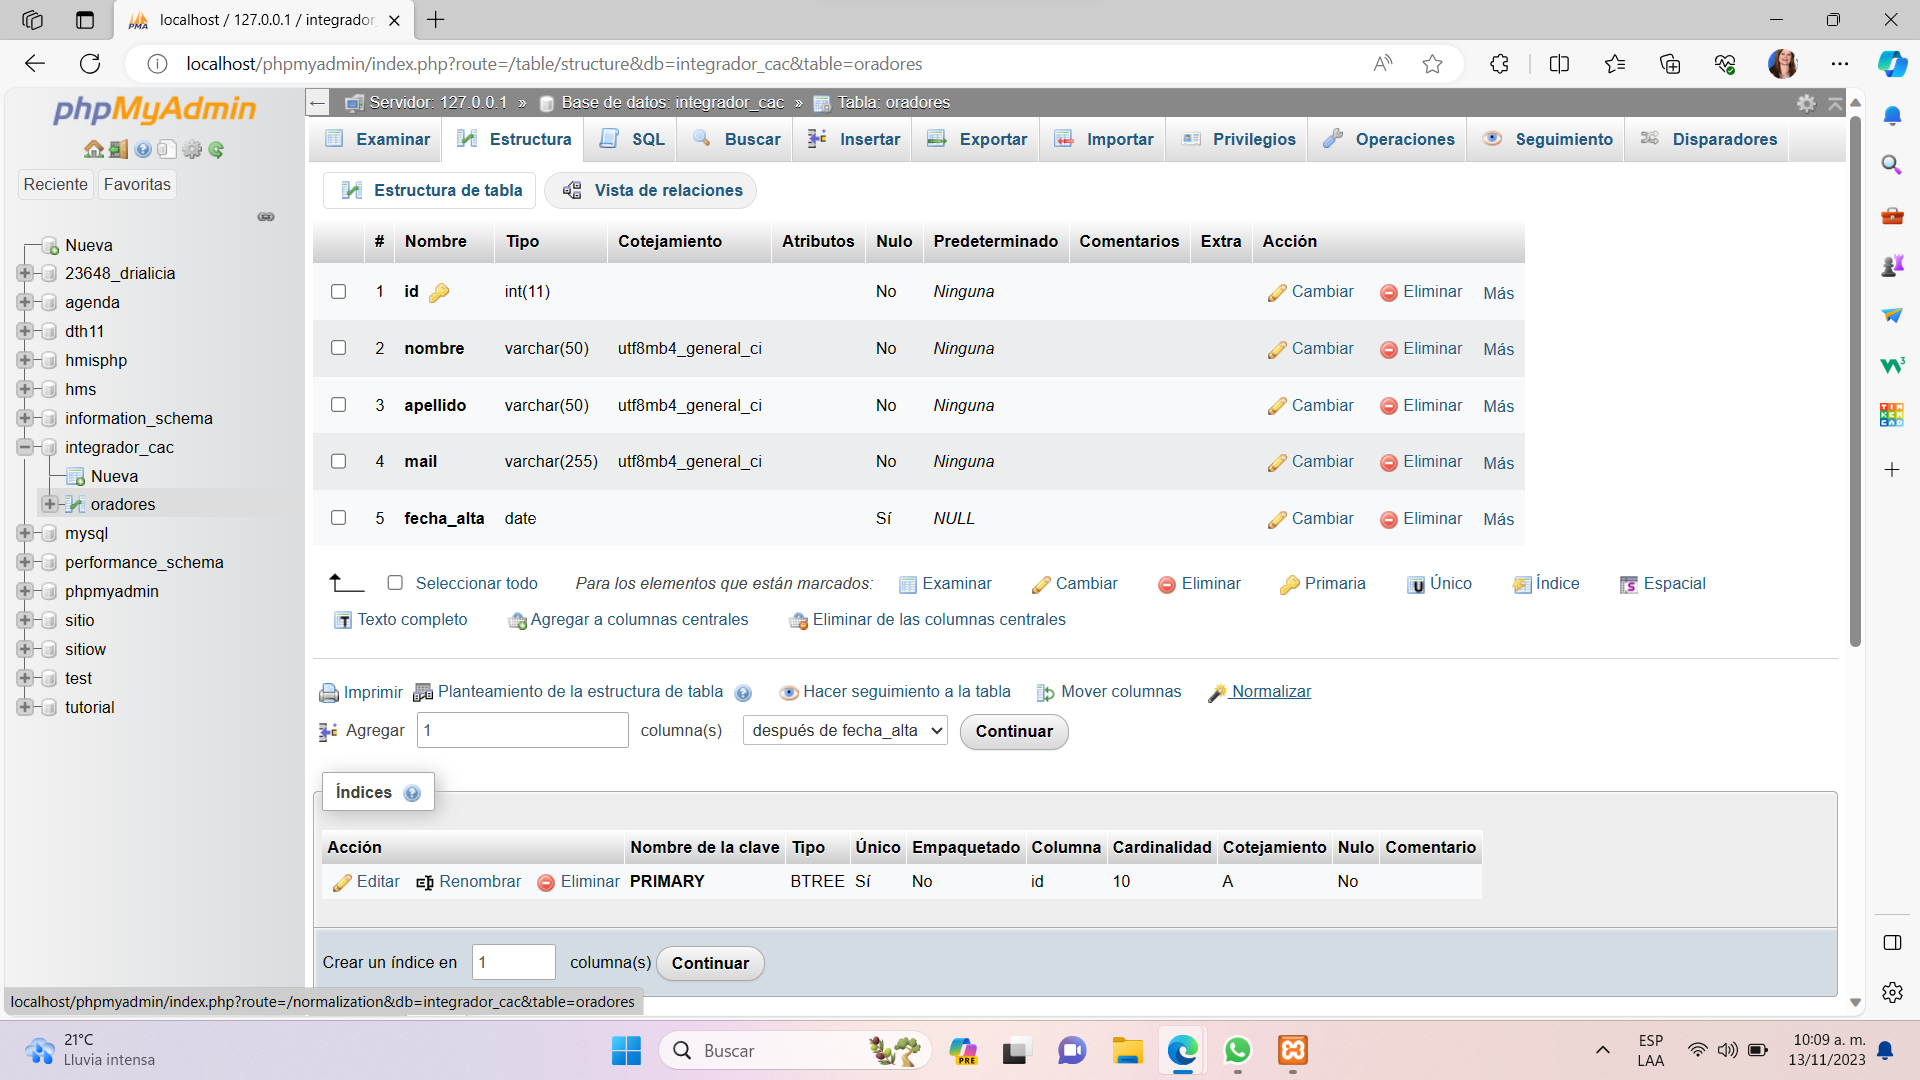 localhost / 127.0.0.1 / integrador_
localhost/phpmyadmin/index.php?route=/table/structure&db=integrador_cac&table=oradores
phpMyAdmin
Reciente Favoritas
Nueva
23648_drialicia
agenda
dth11
hmisphp
hms
information_schema
integrador_cac
Nueva
oradores
mysql
performance_schema
phpmyadmin
sitio
sitiow
test
tutorial
Servidor: 127.0.0.1 » Base de datos: integrador_cac » Tabla: oradores
Examinar Estructura SQL Buscar Insertar Exportar Importar Privilegios Operaciones Seguimiento Disparadores
Estructura de tabla Vista de relaciones
# Nombre Tipo Cotejamiento Atributos Nulo Predeterminado Comentarios Extra Acción
1 id int(11) No Ninguna Cambiar Eliminar Más
2 nombre varchar(50) utf8mb4_general_ci No Ninguna Cambiar Eliminar Más
3 apellido varchar(50) utf8mb4_general_ci No Ninguna Cambiar Eliminar Más
4 mail varchar(255) utf8mb4_general_ci No Ninguna Cambiar Eliminar Más
5 fecha_alta date Sí NULL Cambiar Eliminar Más
Seleccionar todo Para los elementos que están marcados: Examinar Cambiar Eliminar Primaria Único Índice Espacial
Texto completo Agregar a columnas centrales Eliminar de las columnas centrales
Imprimir Planteamiento de la estructura de tabla Hacer seguimiento a la tabla Mover columnas Normalizar
Agregar 1 columna(s) después de fecha_alta Continuar
Índices
Acción Nombre de la clave Tipo Único Empaquetado Columna Cardinalidad Cotejamiento Nulo Comentario
Editar Renombrar Eliminar PRIMARY BTREE Sí No id 10 A No
Crear un índice en 1 columna(s) Continuar
localhost/phpmyadmin/index.php?route=/normalization&db=integrador_cac&table=oradores
21°C
Lluvia intensa
Buscar
PRE
ESP
LAA
10:09 a. m.
13/11/2023